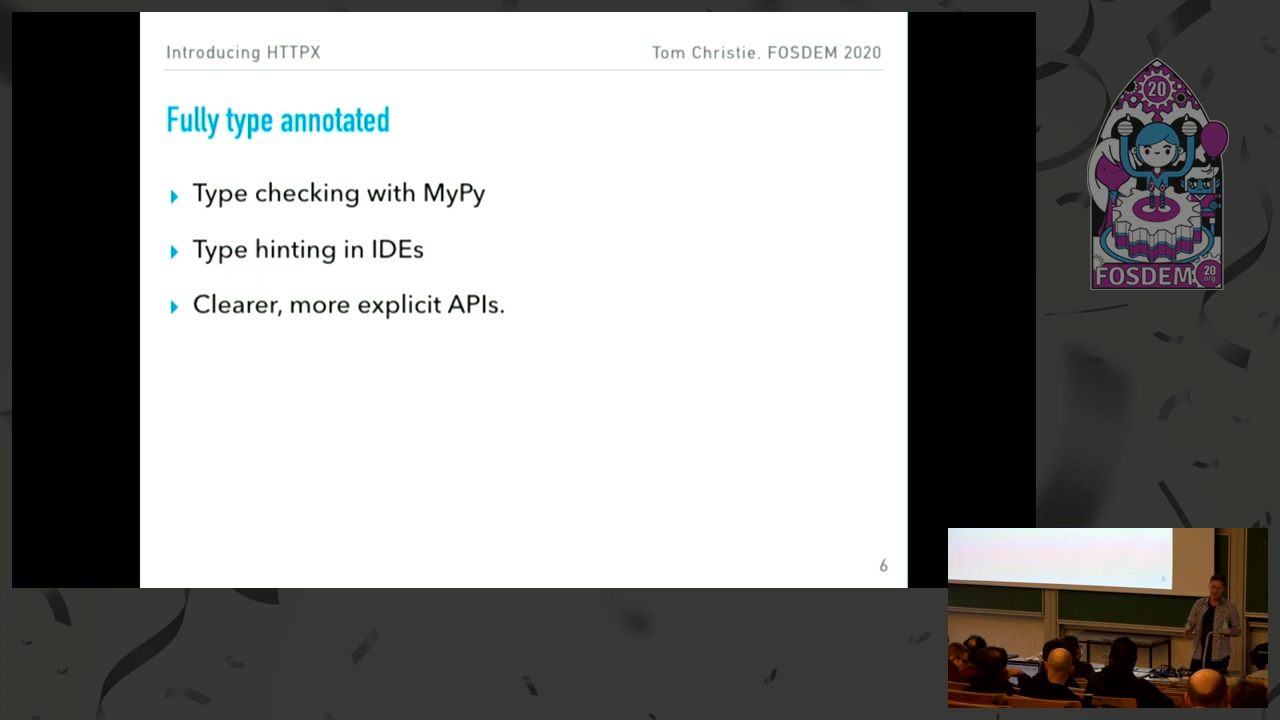 Introducing HTTPX
Tom Christie, FOSDEM 2020
Fully type annotated
Type checking with MyPy
Type hinting in IDEs
Clearer, more explicit APIs.
6
20
FOSDEM 20 .org